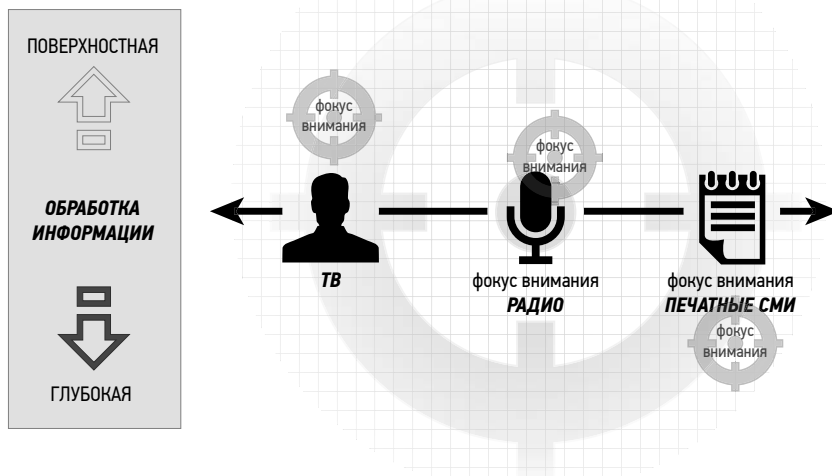 ПОВЕРХНОСТНАЯ
ОБРАБОТКА
ИНФОРМАЦИИ
ГЛУБОКАЯ
фокус
внимания
ТВ
фокус
внимания
фокус внимания
РАДИО
фокус внимания
ПЕЧАТНЫЕ СМИ
фокус
внимания